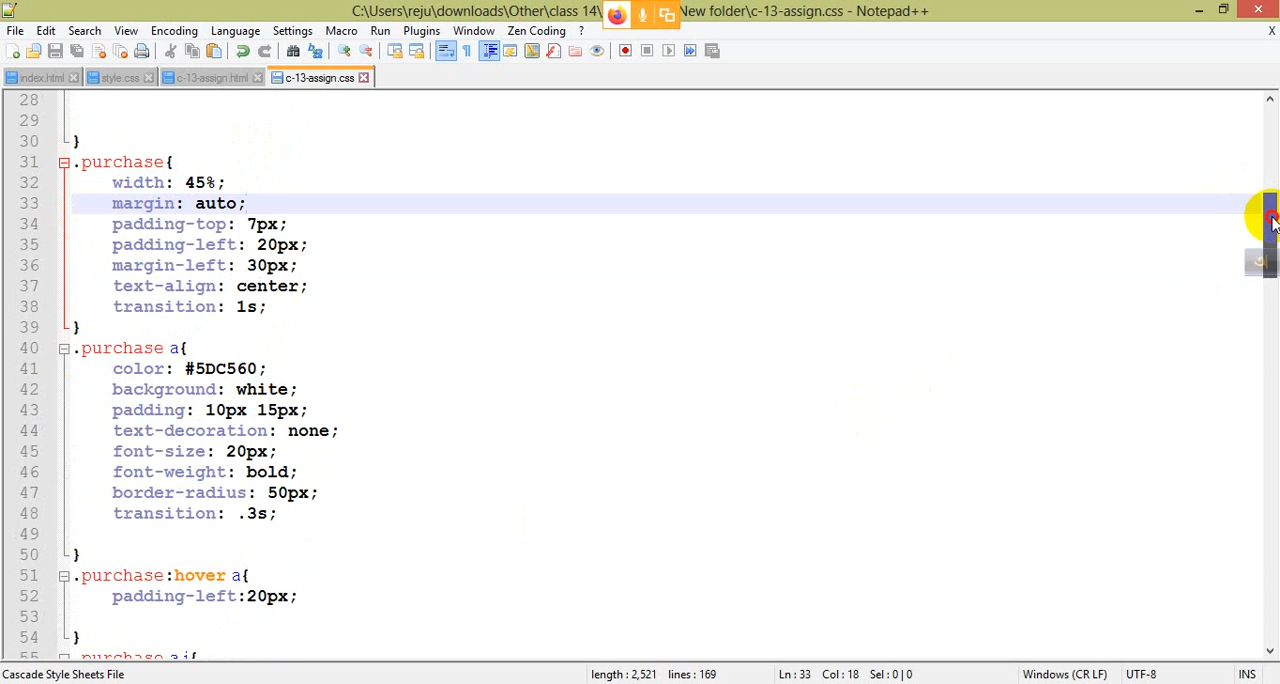 C:\Users\reju\downloads\Other\class 14\ New folder\c-13-assign.css - Notepad++
File Edit Search View Encoding Language Settings Macro Run Plugins Window Zen Coding ? X
index.html style.css c-13-assign.html c-13-assign.css
28
29
30 }
31 .purchase{
32 width: 45%;
33 margin: auto;
34 padding-top: 7px;
35 padding-left: 20px;
36 margin-left: 30px;
37 text-align: center;
38 transition: 1s;
39 }
40 .purchase a{
41 color: #5DC560;
42 background: white;
43 padding: 10px 15px;
44 text-decoration: none;
45 font-size: 20px;
46 font-weight: bold;
47 border-radius: 50px;
48 transition: .3s;
49
50 }
51 .purchase:hover a{
52 padding-left:20px;
53
54 }
55 .purchase a i{
Cascade Style Sheets File length : 2,521 lines : 169 Ln : 33 Col : 18 Sel : 0 | 0 Windows (CR LF) UTF-8 INS